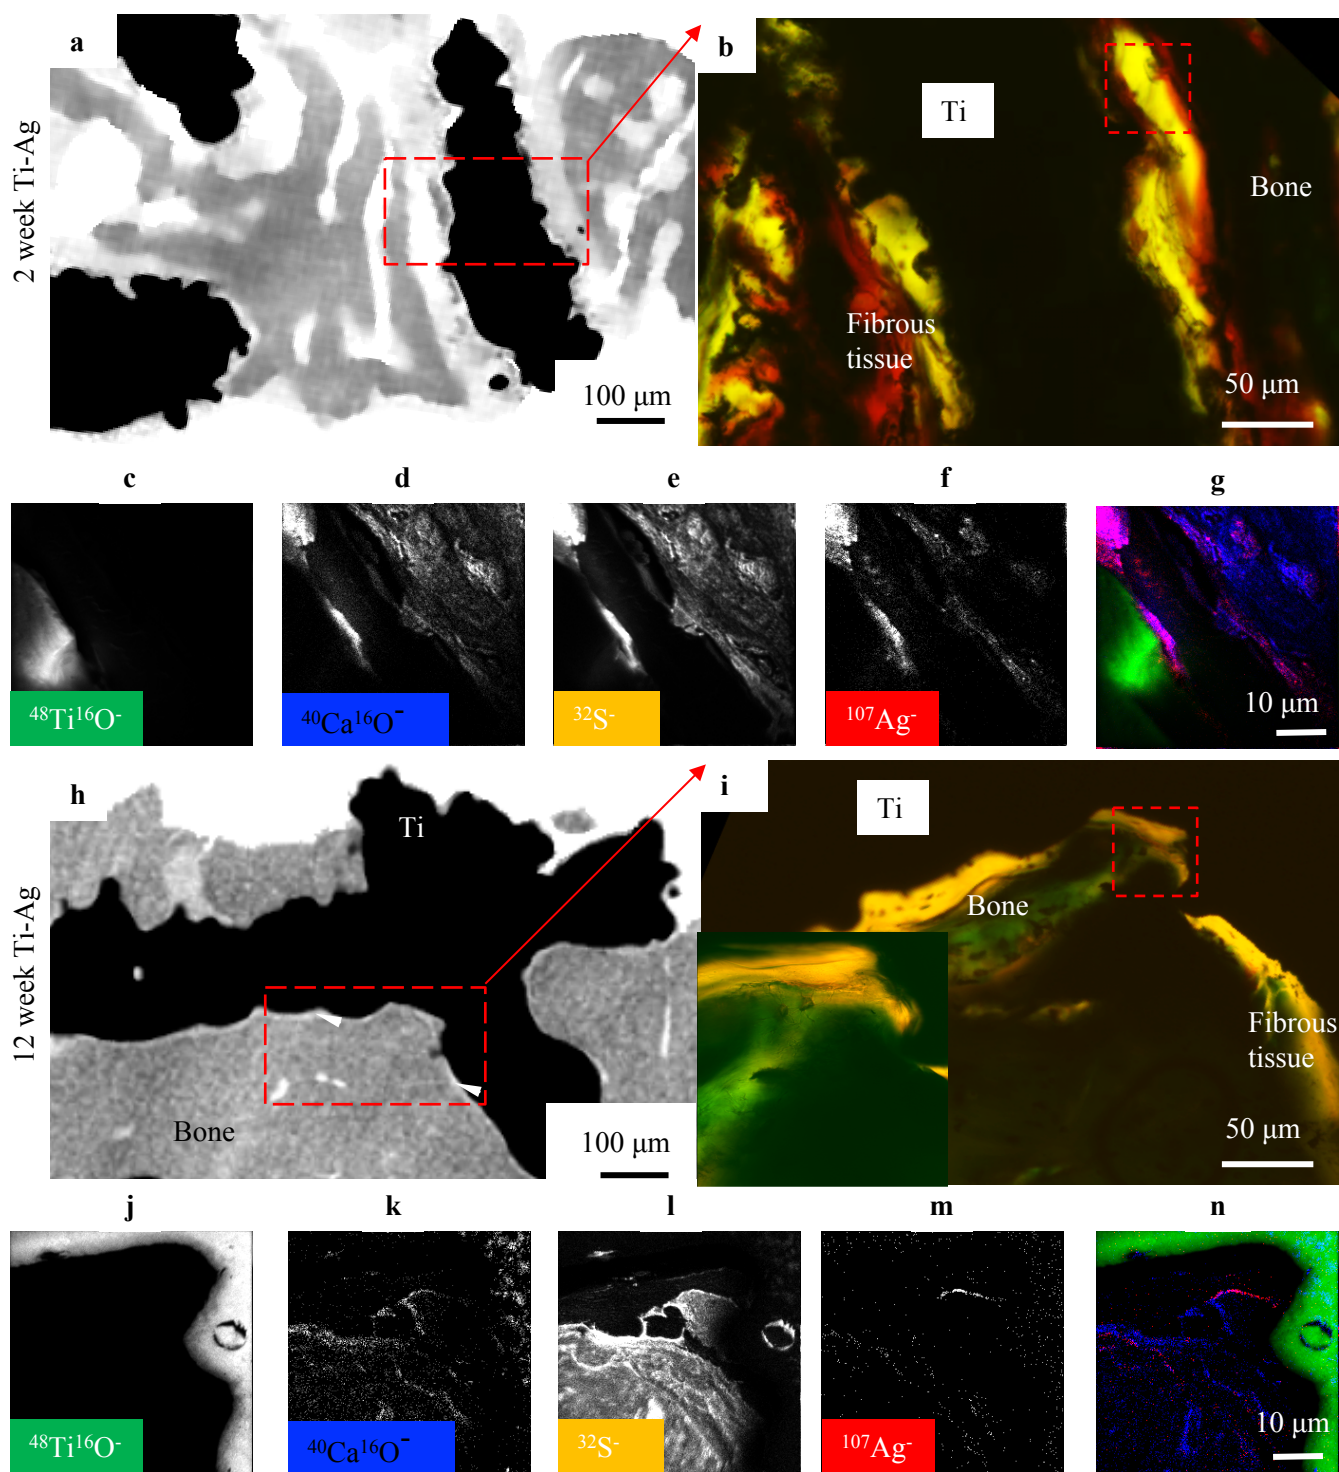 a
b
2 week Ti-Ag
Ti
Bone
Fibrous
tissue
100 μm
50 μm
c
d
e
f
g
⁴⁸Ti¹⁶O⁻
⁴⁰Ca¹⁶O⁻
³²S⁻
¹⁰⁷Ag⁻
10 μm
h
i
12 week Ti-Ag
Ti
Ti
Bone
Bone
Fibrous
tissue
100 μm
50 μm
j
k
l
m
n
⁴⁸Ti¹⁶O⁻
⁴⁰Ca¹⁶O⁻
³²S⁻
¹⁰⁷Ag⁻
10 μm